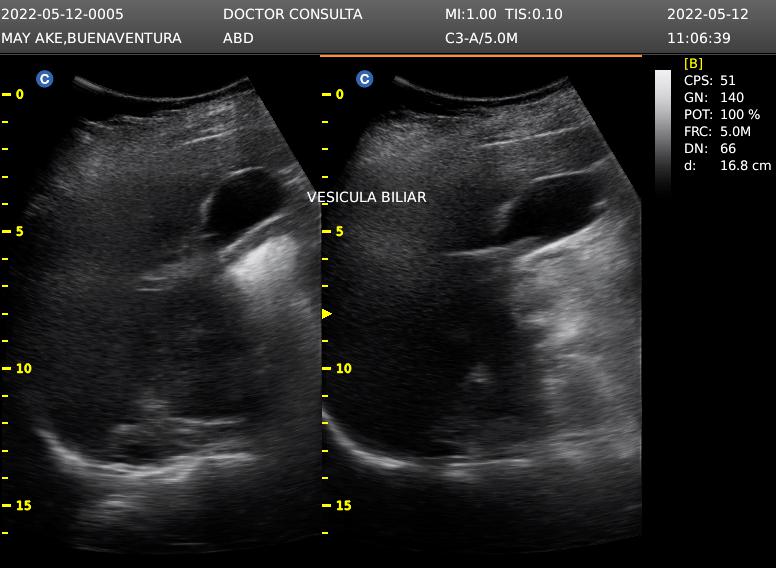 2022-05-12-0005 DOCTOR CONSULTA MI:1.00 TIS:0.10 2022-05-12
MAY AKE,BUENAVENTURA ABD C3-A/5.0M 11:06:39
C C
[B]
CPS: 51
GN: 140
POT: 100 %
FRC: 5.0M
DN: 66
d: 16.8 cm
0 0
VESICULA BILIAR
5 5
10 10
15 15